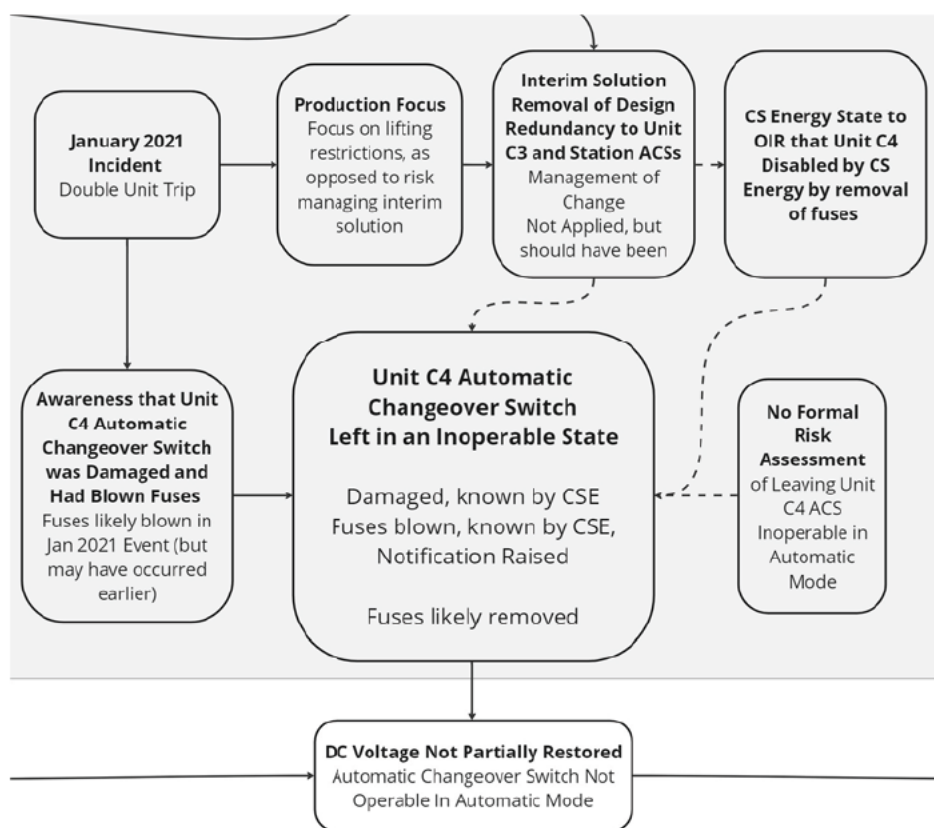 January 2021
Incident
Double Unit Trip
Production Focus
Focus on lifting
restrictions, as
opposed to risk
managing interim
solution
Interim Solution
Removal of Design
Redundancy to Unit
C3 and Station ACSs
Management of
Change
Not Applied, but
should have been
CS Energy State to
OIR that Unit C4
Disabled by CS
Energy by removal
of fuses
Awareness that Unit
C4 Automatic
Changeover Switch
was Damaged and
Had Blown Fuses
Fuses likely blown in
Jan 2021 Event (but
may have occurred
earlier)
Unit C4 Automatic
Changeover Switch
Left in an Inoperable State
Damaged, known by CSE
Fuses blown, known by CSE,
Notification Raised
Fuses likely removed
No Formal
Risk
Assessment
of Leaving Unit
C4 ACS
Inoperable in
Automatic
Mode
DC Voltage Not Partially Restored
Automatic Changeover Switch Not
Operable In Automatic Mode